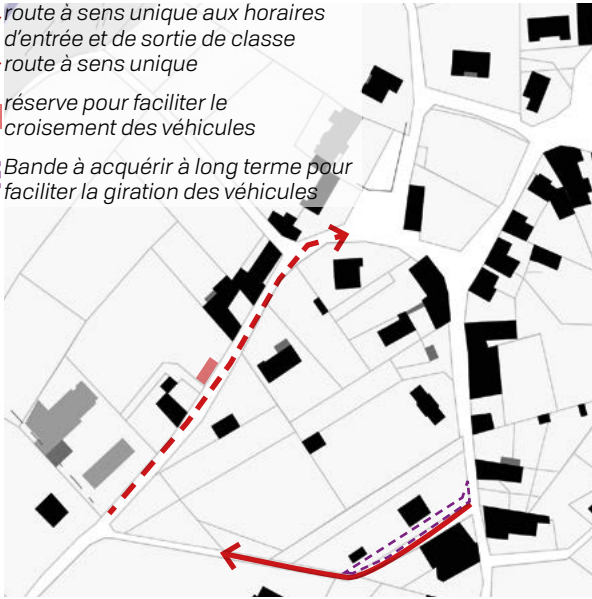 route à sens unique aux horaires
d'entrée et de sortie de classe
route à sens unique
réserve pour faciliter le
croisement des véhicules
Bande à acquérir à long terme pour
faciliter la giration des véhicules